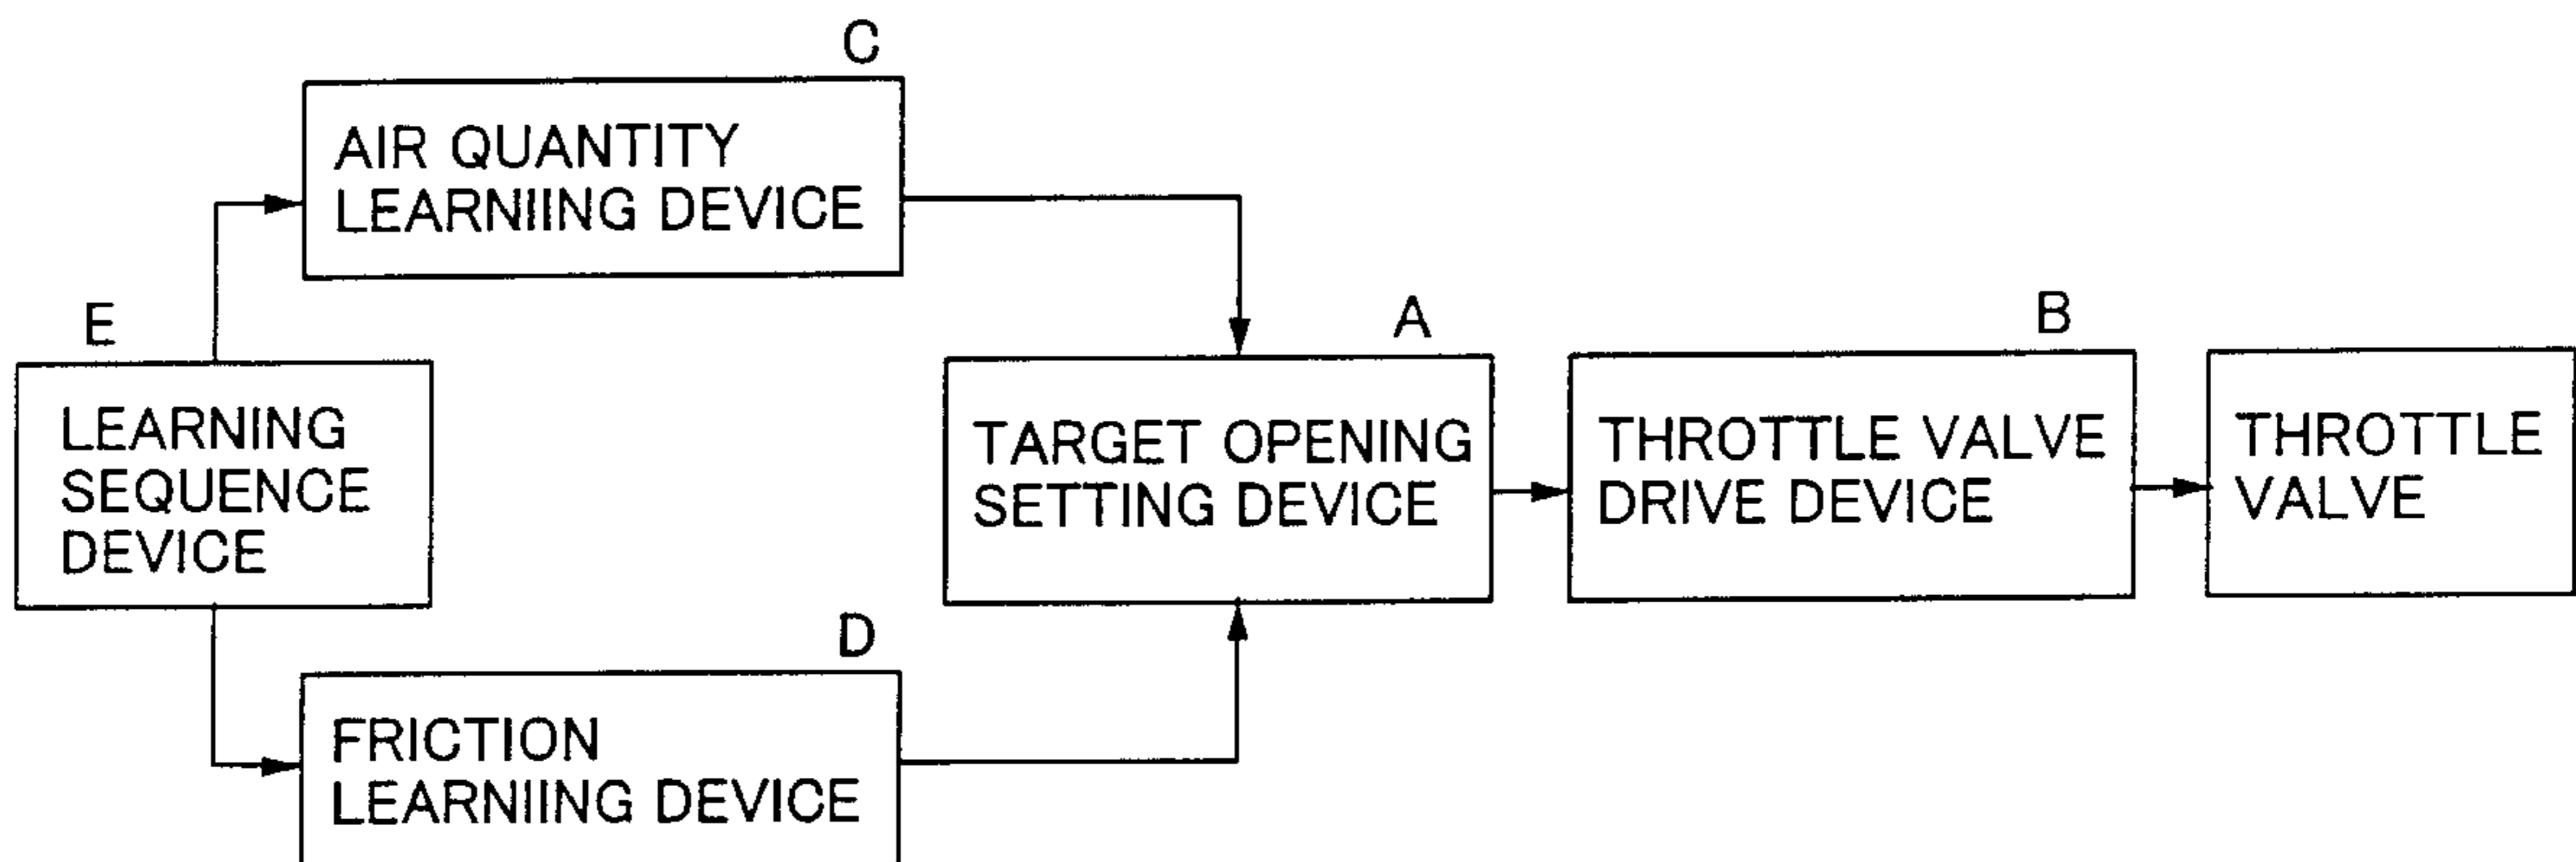 C
AIR QUANTITY
LEARNIING DEVICE
E
LEARNING
SEQUENCE
DEVICE
A
TARGET OPENING
SETTING DEVICE
B
THROTTLE VALVE
DRIVE DEVICE
THROTTLE
VALVE
D
FRICTION
LEARNIING DEVICE